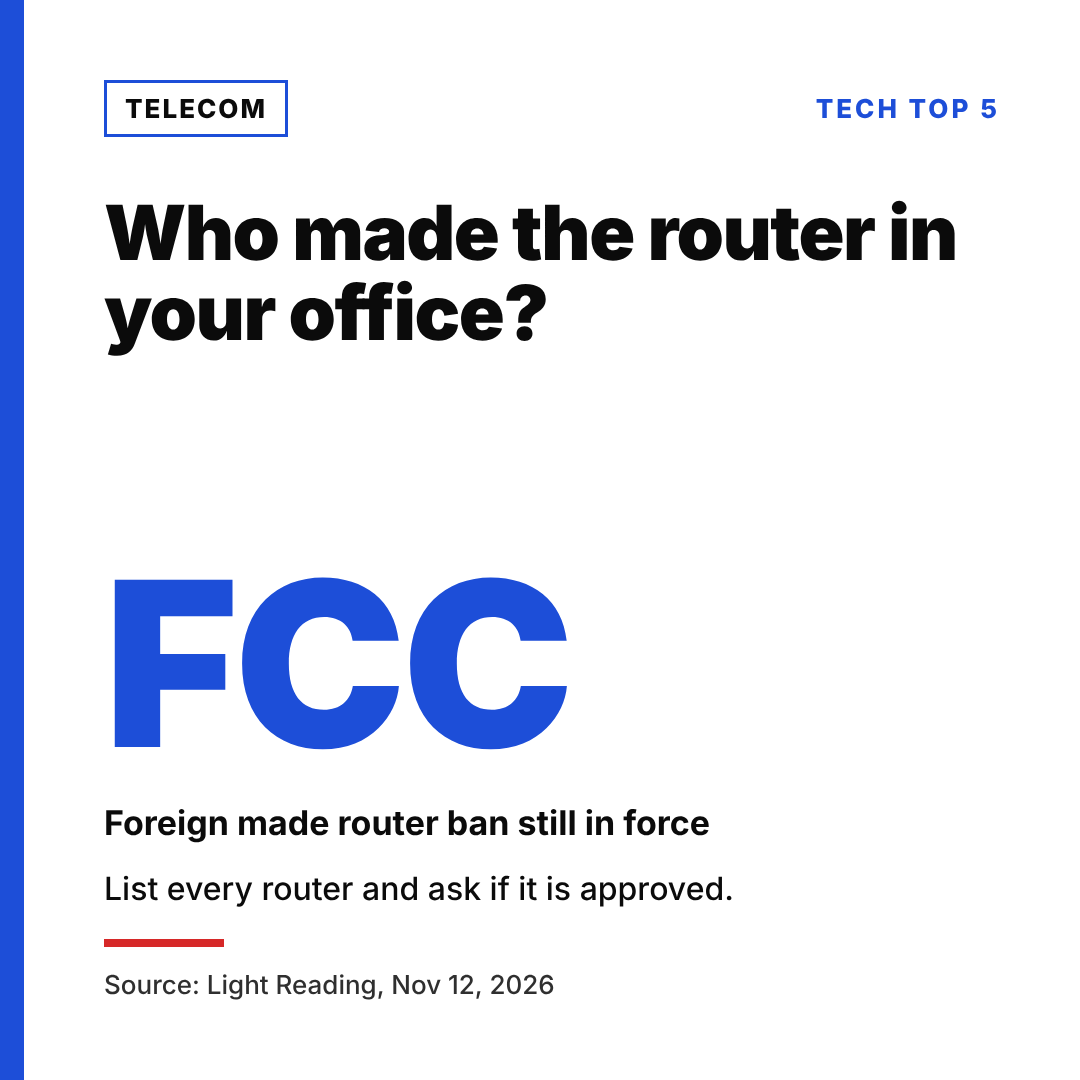 TELECOM
TECH TOP 5
Who made the router in
your office?
FCC
Foreign made router ban still in force
List every router and ask if it is approved.
Source: Light Reading, Nov 12, 2026